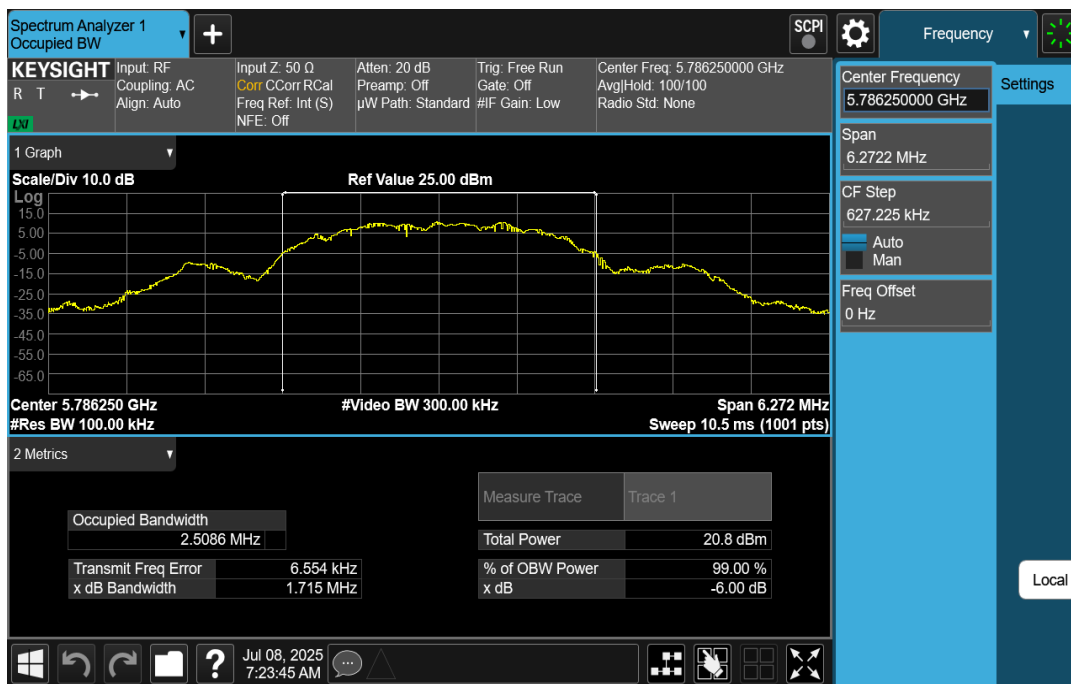 Spectrum Analyzer 1
Occupied BW
+
SCPI
Frequency
KEYSIGHT
R T
LXI
Input: RF
Coupling: AC
Align: Auto
Input Z: 50 Ω
Corr CCorr RCal
Freq Ref: Int (S)
NFE: Off
Atten: 20 dB
Preamp: Off
µW Path: Standard
Trig: Free Run
Gate: Off
#IF Gain: Low
Center Freq: 5.786250000 GHz
Avg|Hold: 100/100
Radio Std: None
1 Graph
Scale/Div 10.0 dB
Ref Value 25.00 dBm
Log
15.0
5.00
-5.00
-15.0
-25.0
-35.0
-45.0
-55.0
-65.0
Center 5.786250 GHz
#Video BW 300.00 kHz
Span 6.272 MHz
#Res BW 100.00 kHz
Sweep 10.5 ms (1001 pts)
2 Metrics
Measure Trace
Trace 1
Occupied Bandwidth
2.5086 MHz
Total Power
20.8 dBm
Transmit Freq Error
6.554 kHz
% of OBW Power
99.00 %
x dB Bandwidth
1.715 MHz
x dB
-6.00 dB
Center Frequency
5.786250000 GHz
Settings
Span
6.2722 MHz
CF Step
627.225 kHz
Auto
Man
Freq Offset
0 Hz
Local
?
Jul 08, 2025
7:23:45 AM